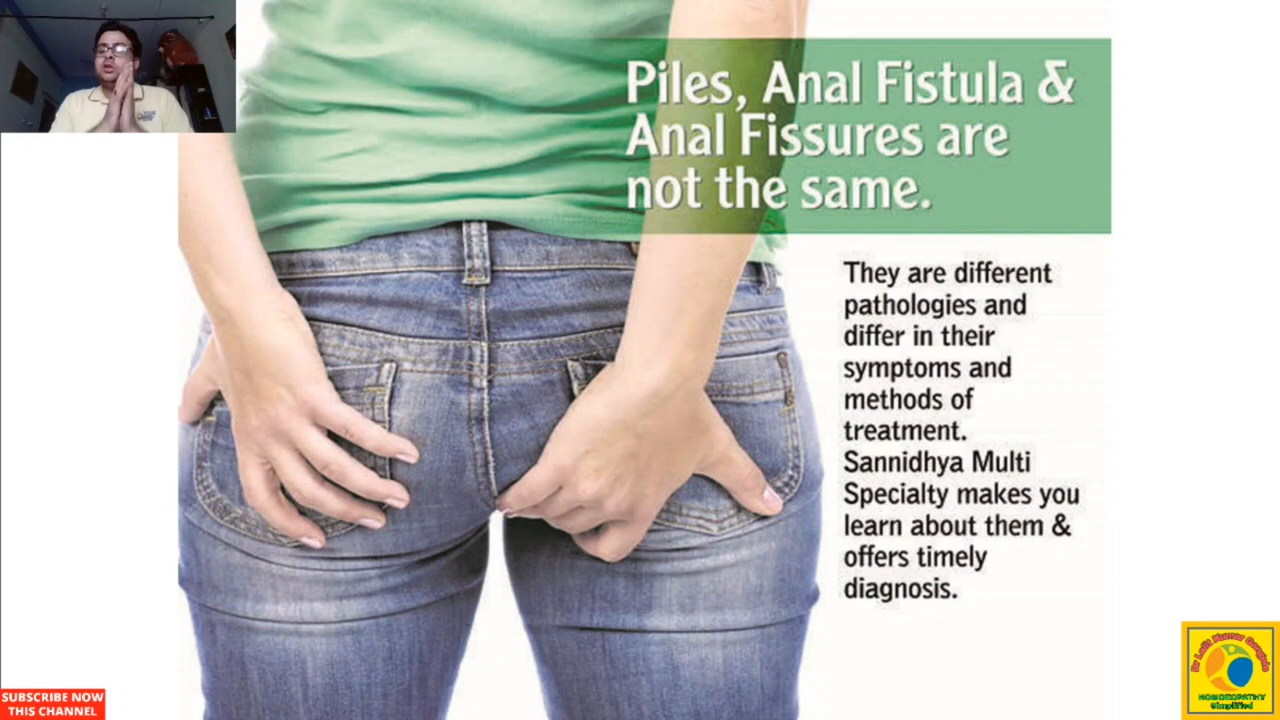 Piles, Anal Fistula &
Anal Fissures are
not the same.
They are different
pathologies and
differ in their
symptoms and
methods of
treatment.
Sannidhya Multi
Specialty makes you
learn about them &
offers timely
diagnosis.
SUBSCRIBE NOW
THIS CHANNEL
HOMOEOPATHY
Simplified